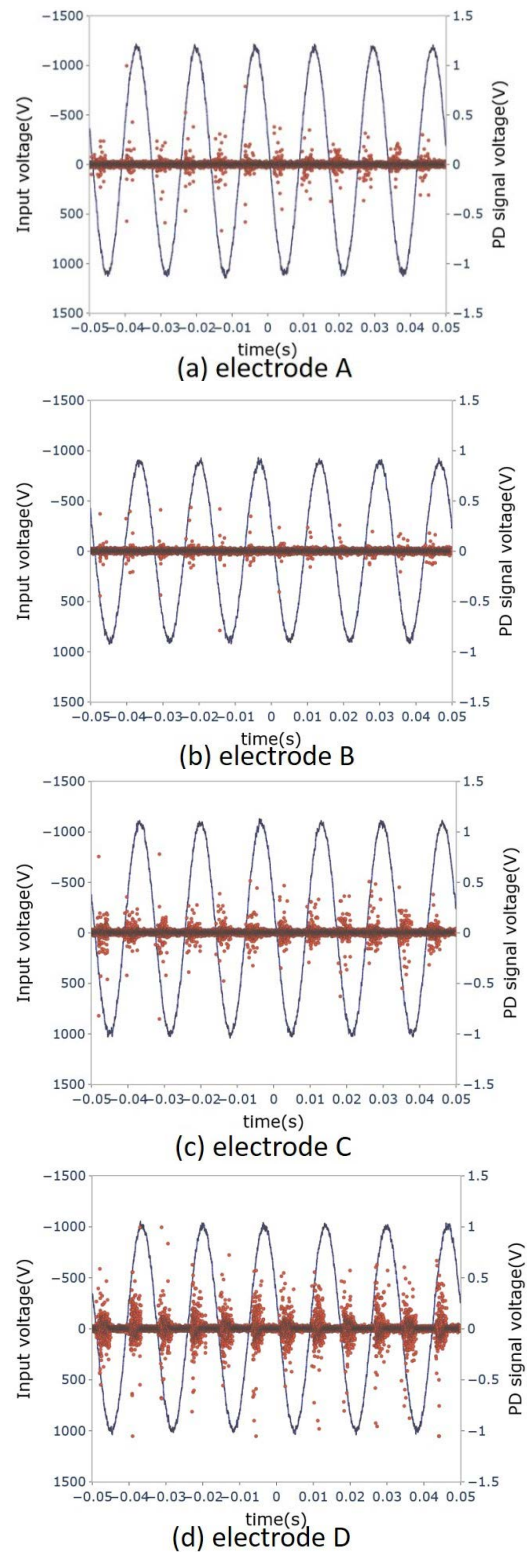 −1500 1.5
−1000 1
−500 0.5
0 0
500 −0.5
1000 −1
1500 −1.5
Input voltage(V)
PD signal voltage(V)
−0.05−0.04−0.03−0.02−0.01 0 0.01 0.02 0.03 0.04 0.05
time(s)
(a) electrode A
−1500 1.5
−1000 1
−500 0.5
0 0
500 −0.5
1000 −1
1500 −1.5
Input voltage(V)
PD signal voltage(V)
−0.05−0.04−0.03−0.02−0.01 0 0.01 0.02 0.03 0.04 0.05
time(s)
(b) electrode B
−1500 1.5
−1000 1
−500 0.5
0 0
500 −0.5
1000 −1
1500 −1.5
Input voltage(V)
PD signal voltage(V)
−0.05−0.04−0.03−0.02−0.01 0 0.01 0.02 0.03 0.04 0.05
time(s)
(c) electrode C
−1500 1.5
−1000 1
−500 0.5
0 0
500 −0.5
1000 −1
1500 −1.5
Input voltage(V)
PD signal voltage(V)
−0.05−0.04−0.03−0.02−0.01 0 0.01 0.02 0.03 0.04 0.05
time(s)
(d) electrode D